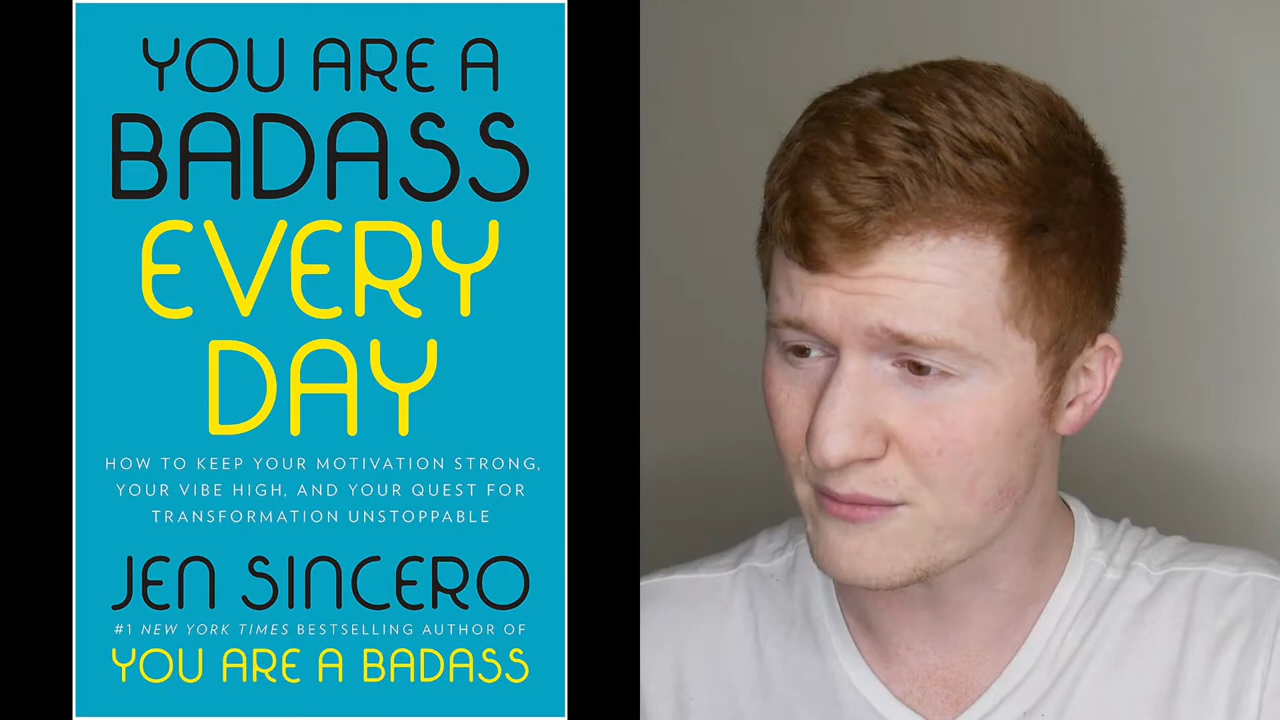 YOU ARE A
BADASS
EVERY
DAY
HOW TO KEEP YOUR MOTIVATION STRONG,
YOUR VIBE HIGH, AND YOUR QUEST FOR
TRANSFORMATION UNSTOPPABLE
JEN SINCERO
#1 NEW YORK TIMES BESTSELLING AUTHOR OF
YOU ARE A BADASS